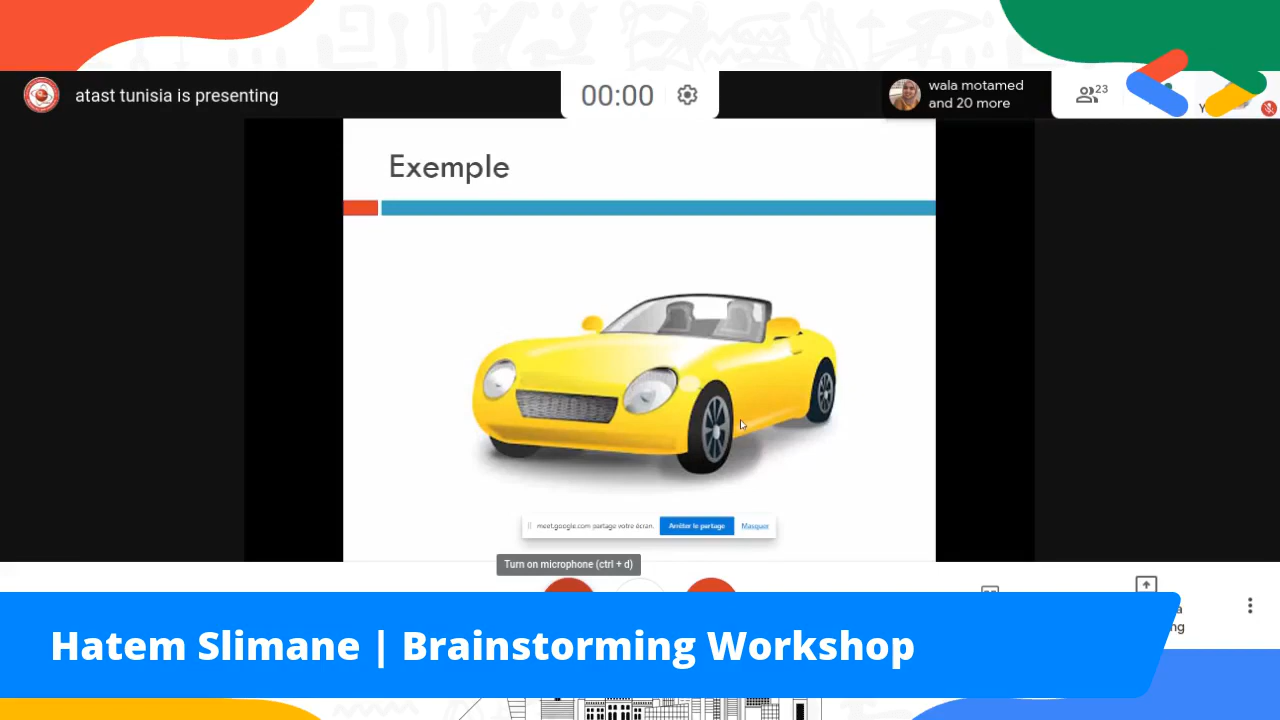 atast tunisia is presenting
00:00
wala motamed
and 20 more
23
Y
Exemple
meet.google.com partage votre écran.
Arrêter le partage
Masquer
Turn on microphone (ctrl + d)
a
ng
Hatem Slimane | Brainstorming Workshop